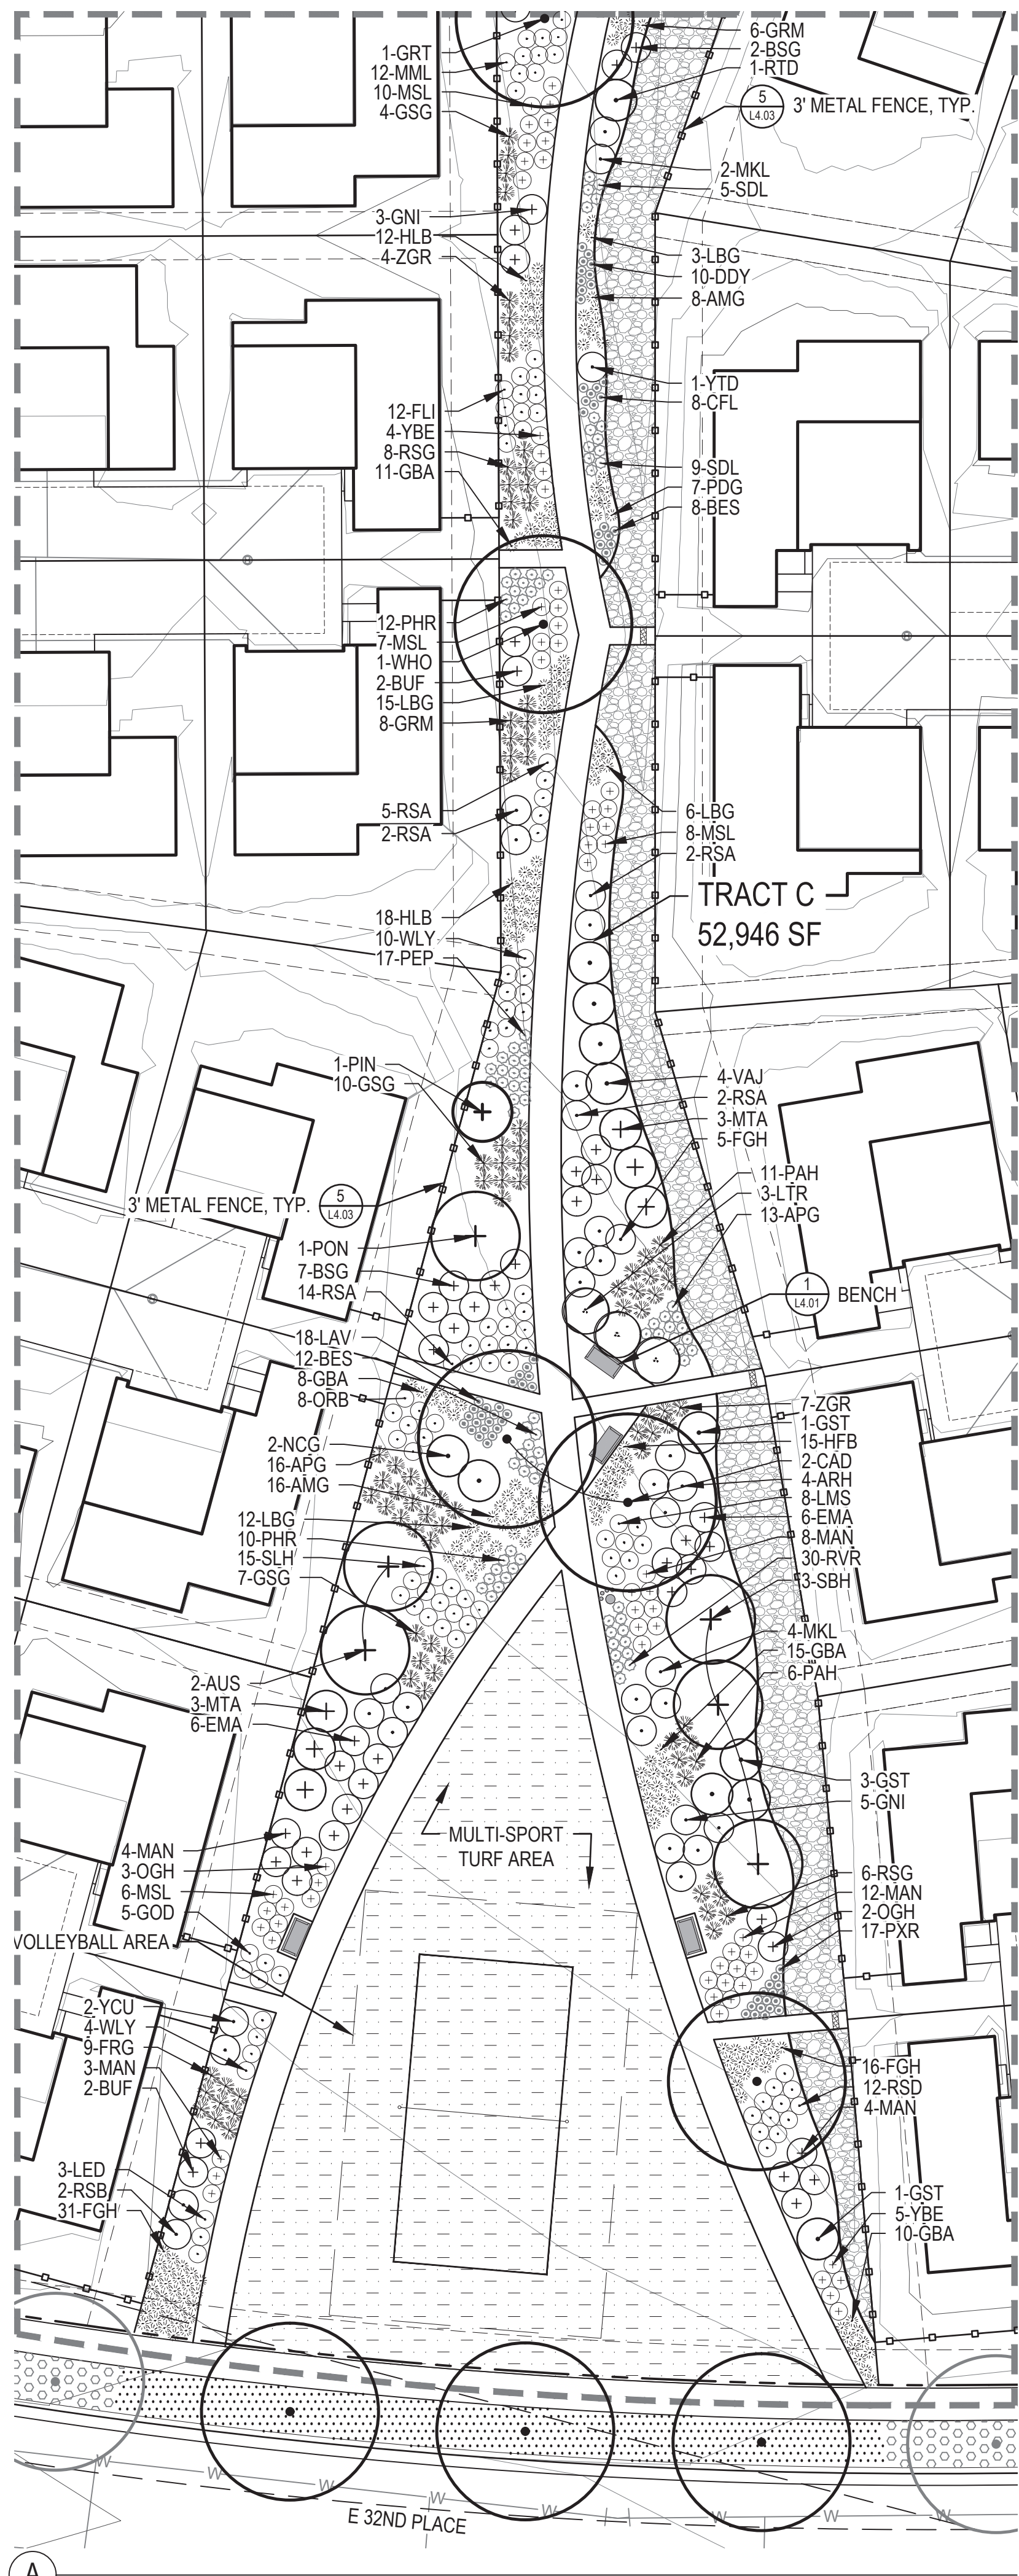 1-GRT
12-MML
10-MSL
4-GSG
6-GRM
2-BSG
1-RTD
5
L4.03
3' METAL FENCE, TYP.
2-MKL
5-SDL
3-GNI
12-HLB
4-ZGR
3-LBG
10-DDY
8-AMG
1-YTD
8-CFL
12-FLI
4-YBE
8-RSG
11-GBA
9-SDL
7-PDG
8-BES
12-PHR
7-MSL
1-WHO
2-BUF
15-LBG
8-GRM
5-RSA
2-RSA
6-LBG
8-MSL
2-RSA
TRACT C
52,946 SF
18-HLB
10-WLY
17-PEP
1-PIN
10-GSG
4-VAJ
2-RSA
3-MTA
5-FGH
11-PAH
3-LTR
13-APG
3' METAL FENCE, TYP.
5
L4.03
1-PON
7-BSG
14-RSA
1
L4.01
BENCH
18-LAV
12-BES
8-GBA
8-ORB
2-NCG
16-APG
16-AMG
12-LBG
10-PHR
15-SLH
7-GSG
7-ZGR
1-GST
15-HFB
2-CAD
4-ARH
8-LMS
6-EMA
8-MAN
30-RVR
3-SBH
4-MKL
15-GBA
6-PAH
2-AUS
3-MTA
6-EMA
3-GST
5-GNI
MULTI-SPORT
TURF AREA
4-MAN
3-OGH
6-MSL
5-GOD
VOLLEYBALL AREA
6-RSG
12-MAN
2-OGH
17-PXR
2-YCU
4-WLY
9-FRG
3-MAN
2-BUF
16-FGH
12-RSD
4-MAN
3-LED
2-RSB
31-FGH
1-GST
5-YBE
10-GBA
W
W
W
W
W
W
W
E 32ND PLACE
A